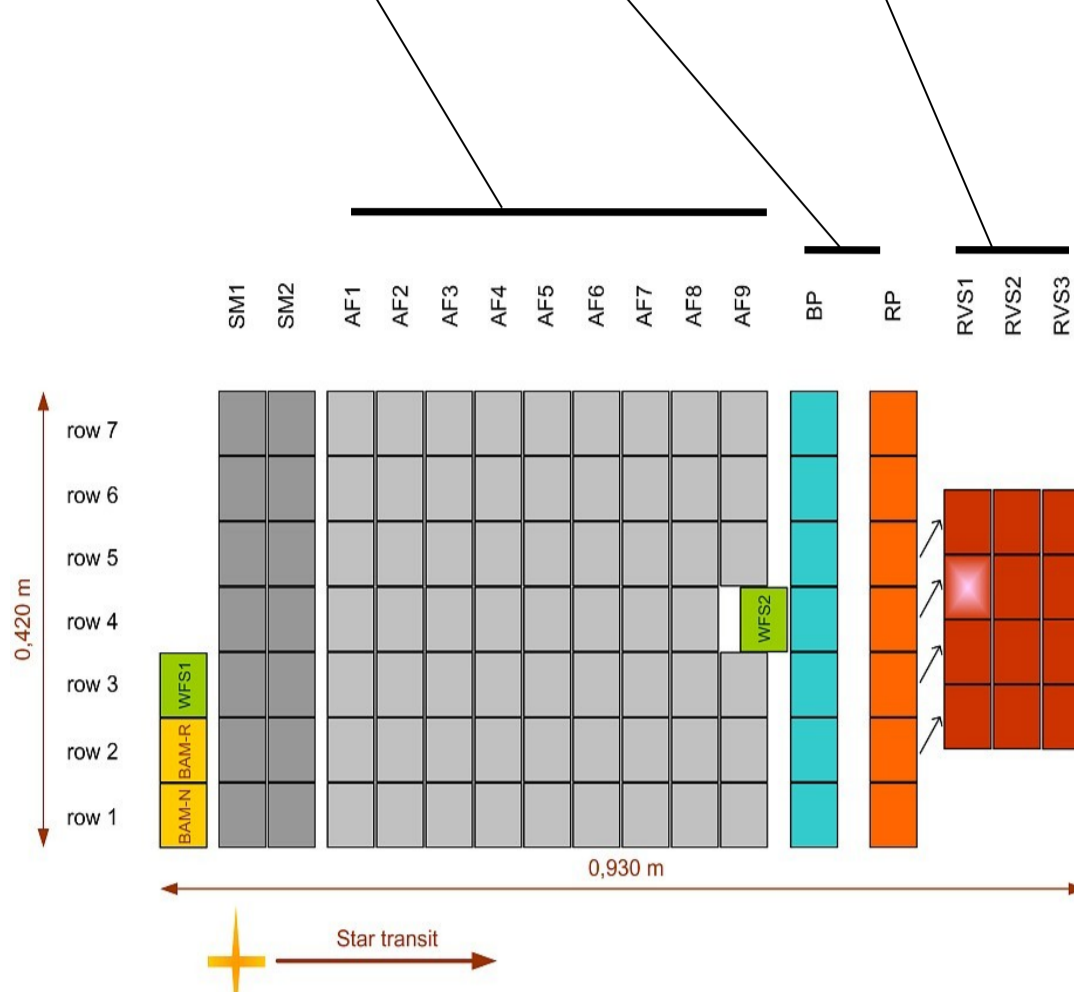 SM1
SM2
AF1
AF2
AF3
AF4
AF5
AF6
AF7
AF8
AF9
BP
RP
RVS1
RVS2
RVS3
row 7
row 6
row 5
row 4
row 3
row 2
row 1
0,420 m
WFS2
WFS1
BAM-R
BAM-N
0,930 m
Star transit